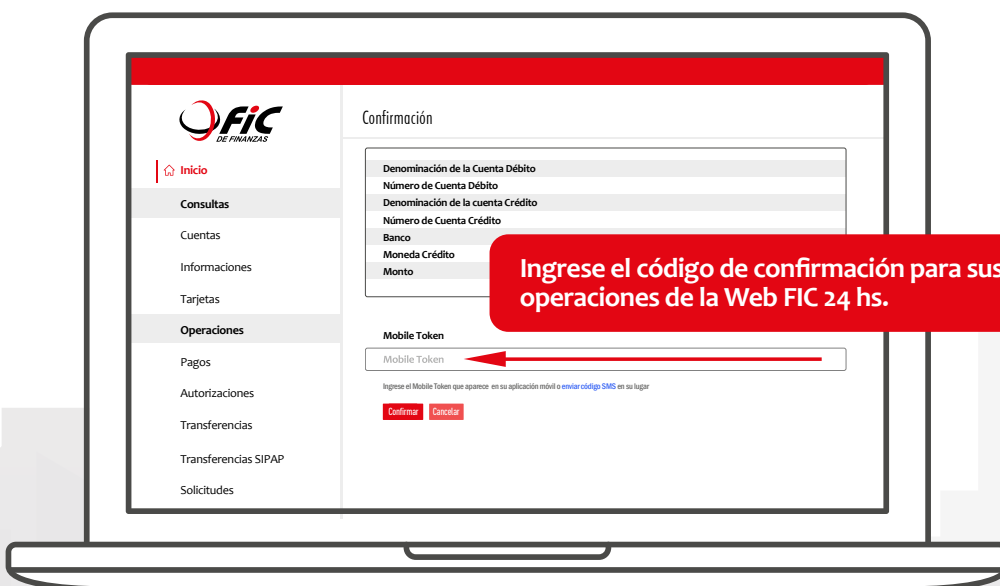 FiC
DE FINANZAS
Inicio
Consultas
Cuentas
Informaciones
Tarjetas
Operaciones
Pagos
Autorizaciones
Transferencias
Transferencias SIPAP
Solicitudes
Confirmación
Denominación de la Cuenta Débito
Número de Cuenta Débito
Denominación de la cuenta Crédito
Número de Cuenta Crédito
Banco
Moneda Crédito
Monto
Ingrese el código de confirmación para sus
operaciones de la Web FIC 24 hs.
Mobile Token
Mobile Token
Ingrese el Mobile Token que aparece en su aplicación móvil o enviar código SMS en su lugar
Confirmar Cancelar